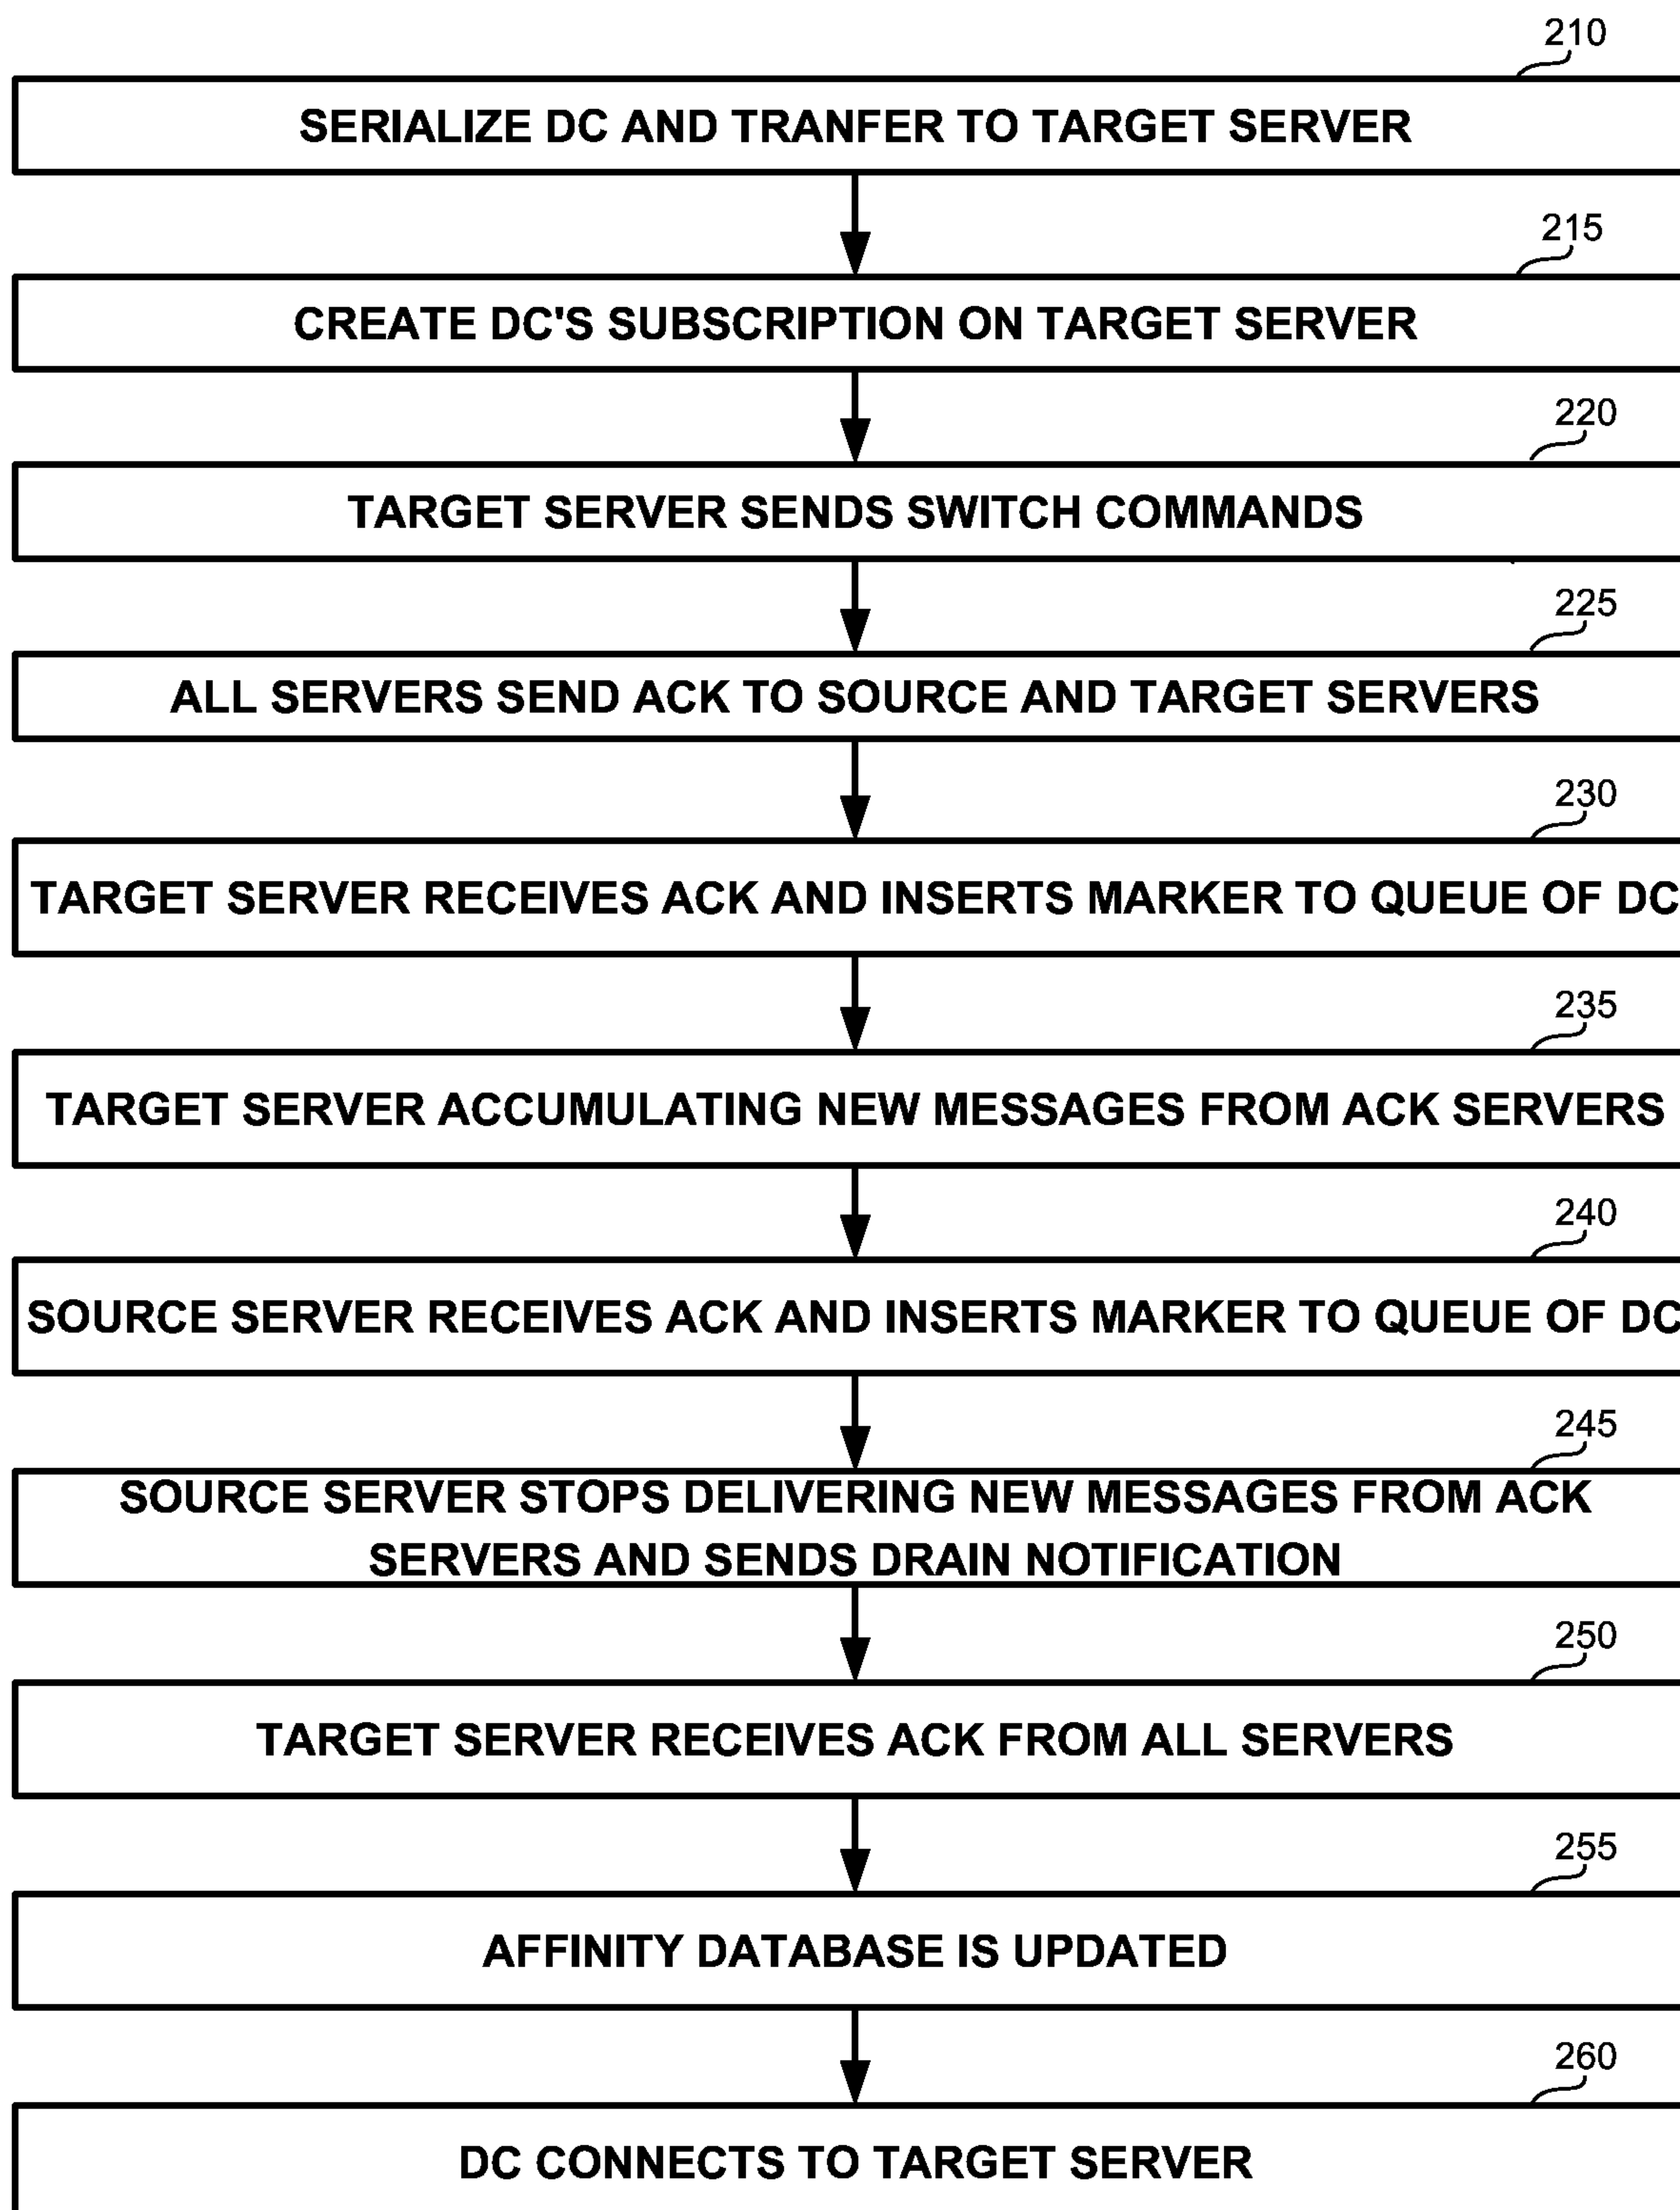 210
SERIALIZE DC AND TRANFER TO TARGET SERVER
215
CREATE DC'S SUBSCRIPTION ON TARGET SERVER
220
TARGET SERVER SENDS SWITCH COMMANDS
225
ALL SERVERS SEND ACK TO SOURCE AND TARGET SERVERS
230
TARGET SERVER RECEIVES ACK AND INSERTS MARKER TO QUEUE OF DC
235
TARGET SERVER ACCUMULATING NEW MESSAGES FROM ACK SERVERS
240
SOURCE SERVER RECEIVES ACK AND INSERTS MARKER TO QUEUE OF DC
245
SOURCE SERVER STOPS DELIVERING NEW MESSAGES FROM ACK
SERVERS AND SENDS DRAIN NOTIFICATION
250
TARGET SERVER RECEIVES ACK FROM ALL SERVERS
255
AFFINITY DATABASE IS UPDATED
260
DC CONNECTS TO TARGET SERVER